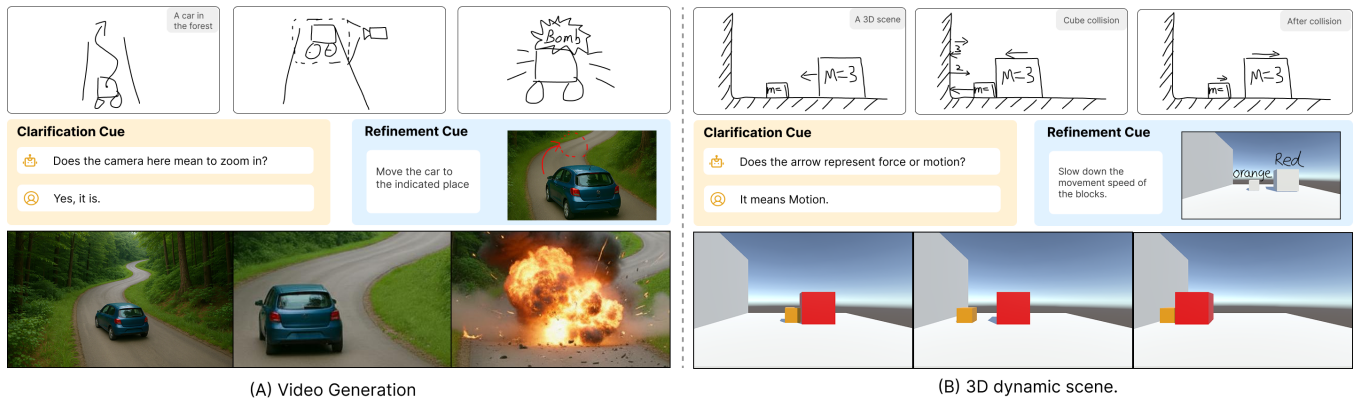 A car in
the forest
Bomb
Clarification Cue
Does the camera here mean to zoom in?
Yes, it is.
Refinement Cue
Move the car to
the indicated place
(A) Video Generation
A 3D scene
m=1
M=3
Cube collision
3
2
m=1
M=3
After collision
m=1
M=3
Clarification Cue
Does the arrow represent force or motion?
It means Motion.
Refinement Cue
Slow down the
movement speed of
the blocks.
orange
Red
(B) 3D dynamic scene.